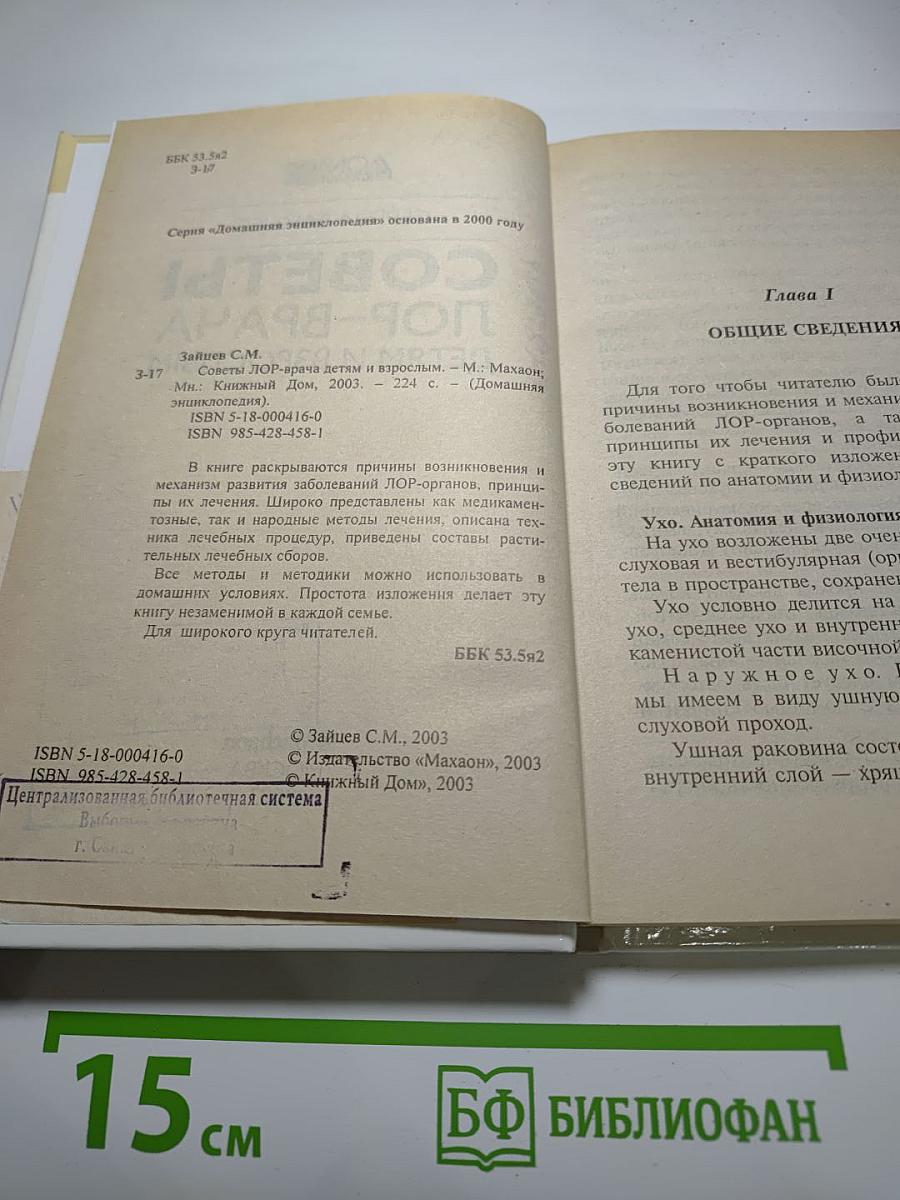 ББК 53.5я2
З-17
Серия «Домашняя энциклопедия» основана в 2000 году
СОВЕТЫ
ЛОР-ВРАЧА
Зайцев С.М.
З-17 Советы ЛОР-врача детям и взрослым. – М.: Махаон;
Мн.: Книжный Дом, 2003. – 224 с. – (Домашняя
энциклопедия).
ISBN 5-18-000416-0
ISBN 985-428-458-1
В книге раскрываются причины возникновения и
механизм развития заболеваний ЛОР-органов, принци-
пы их лечения. Широко представлены как медикамен-
тозные, так и народные методы лечения, описана тех-
ника лечебных процедур, приведены составы расти-
тельных лечебных сборов.
Все методы и методики можно использовать в
домашних условиях. Простота изложения делает эту
книгу незаменимой в каждой семье.
Для широкого круга читателей.
ББК 53.5я2
© Зайцев С.М., 2003
ISBN 5-18-000416-0 © Издательство «Махаон», 2003
ISBN 985-428-458-1 © Книжный Дом», 2003
Централизованная библиотечная система
г.
Глава I
ОБЩИЕ СВЕДЕНИЯ
Для того чтобы читателю был
причины возникновения и механи
болеваний ЛОР-органов, а та
принципы их лечения и профи
эту книгу с краткого изложен
сведений по анатомии и физиол
Ухо. Анатомия и физиология
На ухо возложены две очен
слуховая и вестибулярная (ори
тела в пространстве, сохранен
Ухо условно делится на
ухо, среднее ухо и внутренн
каменистой части височной
Наружное ухо.
мы имеем в виду ушную
слуховой проход.
Ушная раковина состо
внутренний слой — хрящ
15 см
БФ БИБЛИОФАН